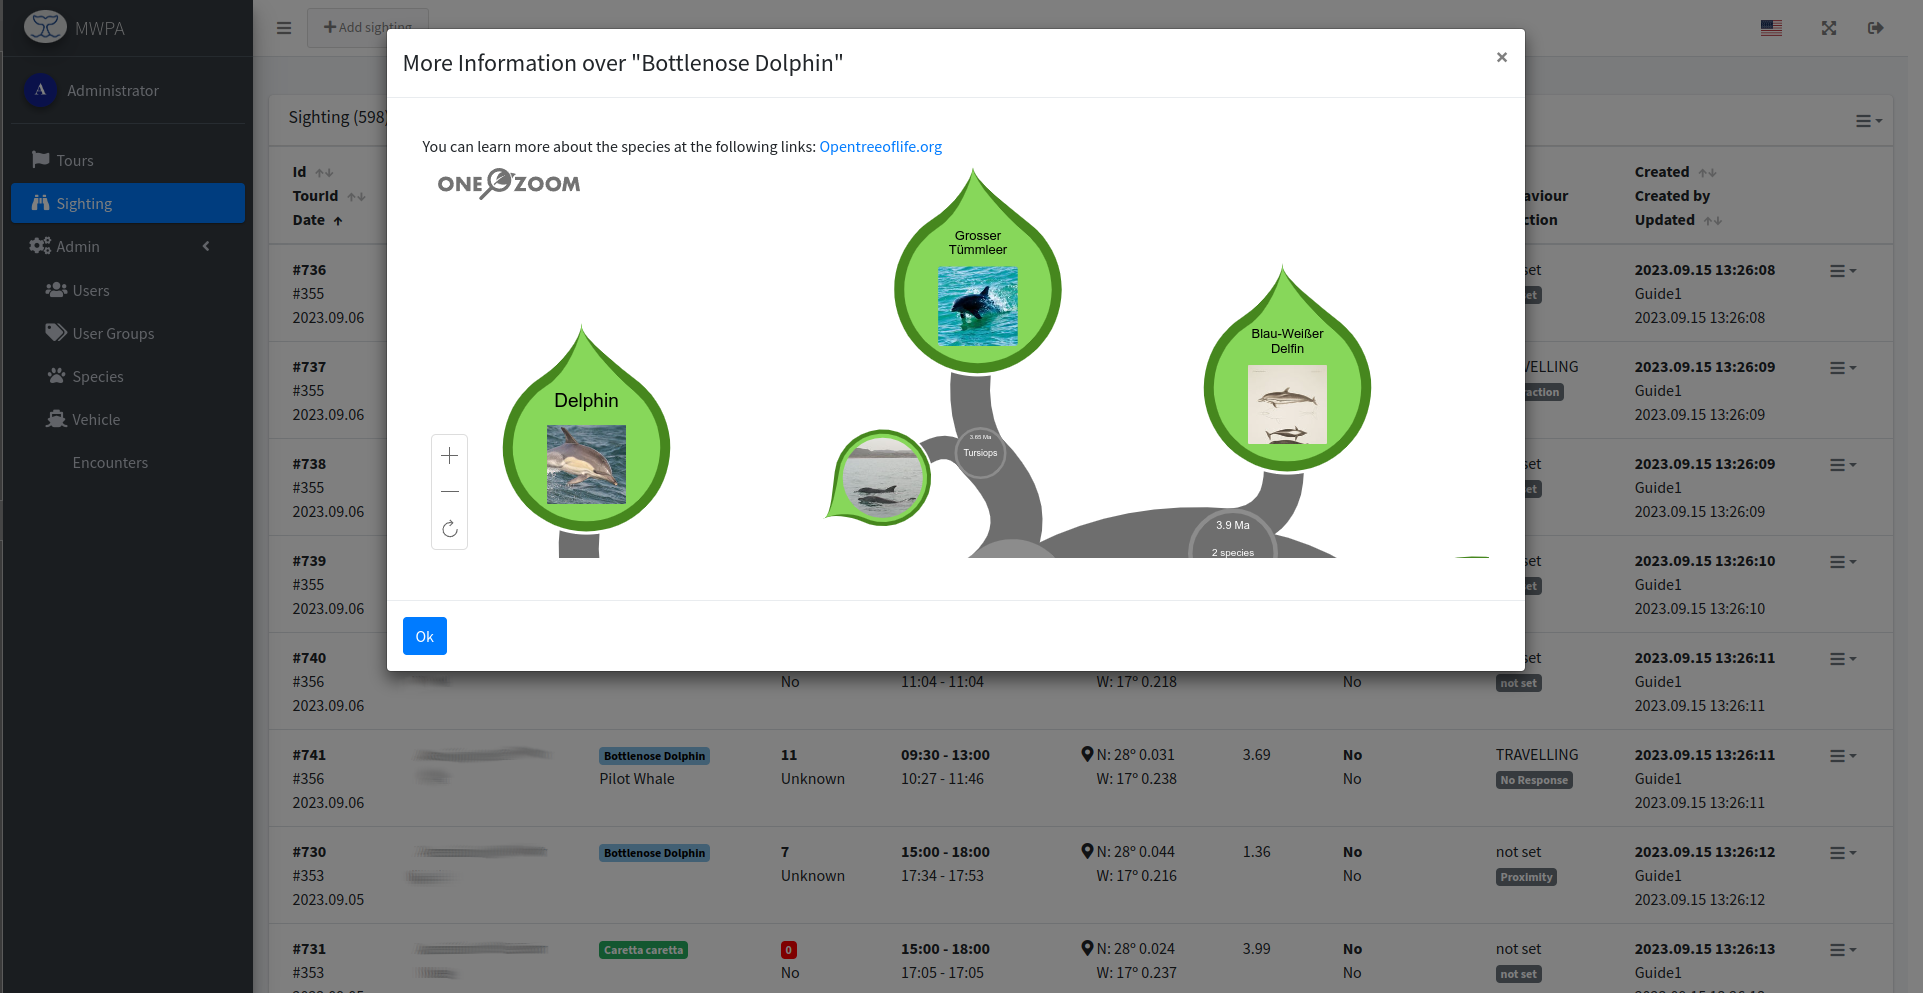 MWPA
Add sighting
Administrator
Tours
Sighting
Admin
Users
User Groups
Species
Vehicle
Encounters
More Information over "Bottlenose Dolphin"
×
You can learn more about the species at the following links: Opentreeoflife.org
ONEZOOM
Grosser
Tümmleer
Blau-Weißer
Delfin
Delphin
3.65 Ma
Tursiops
3.9 Ma
2 species
Ok
Sighting (598
Id
TourId
Date
aviour
ction
Created
Created by
Updated
#736 set 2023.09.15 13:26:08
#355 et Guide1
2023.09.06 2023.09.15 13:26:08
#737 VELLING 2023.09.15 13:26:09
#355 action Guide1
2023.09.06 2023.09.15 13:26:09
#738 set 2023.09.15 13:26:09
#355 et Guide1
2023.09.06 2023.09.15 13:26:09
#739 set 2023.09.15 13:26:10
#355 et Guide1
2023.09.06 2023.09.15 13:26:10
#740 set 2023.09.15 13:26:11
#356 No 11:04 - 11:04 W: 17º 0.218 No not set Guide1
2023.09.06 2023.09.15 13:26:11
#741 Bottlenose Dolphin 11 09:30 - 13:00 N: 28º 0.031 3.69 No TRAVELLING 2023.09.15 13:26:11
#356 Pilot Whale Unknown 10:27 - 11:46 W: 17º 0.238 No No Response Guide1
2023.09.06 2023.09.15 13:26:11
#730 Bottlenose Dolphin 7 15:00 - 18:00 N: 28º 0.044 1.36 No not set 2023.09.15 13:26:12
#353 Unknown 17:34 - 17:53 W: 17º 0.216 No Proximity Guide1
2023.09.05 2023.09.15 13:26:12
#731 Caretta caretta 0 15:00 - 18:00 N: 28º 0.024 3.99 No not set 2023.09.15 13:26:13
#353 No 17:05 - 17:05 W: 17º 0.237 No not set Guide1